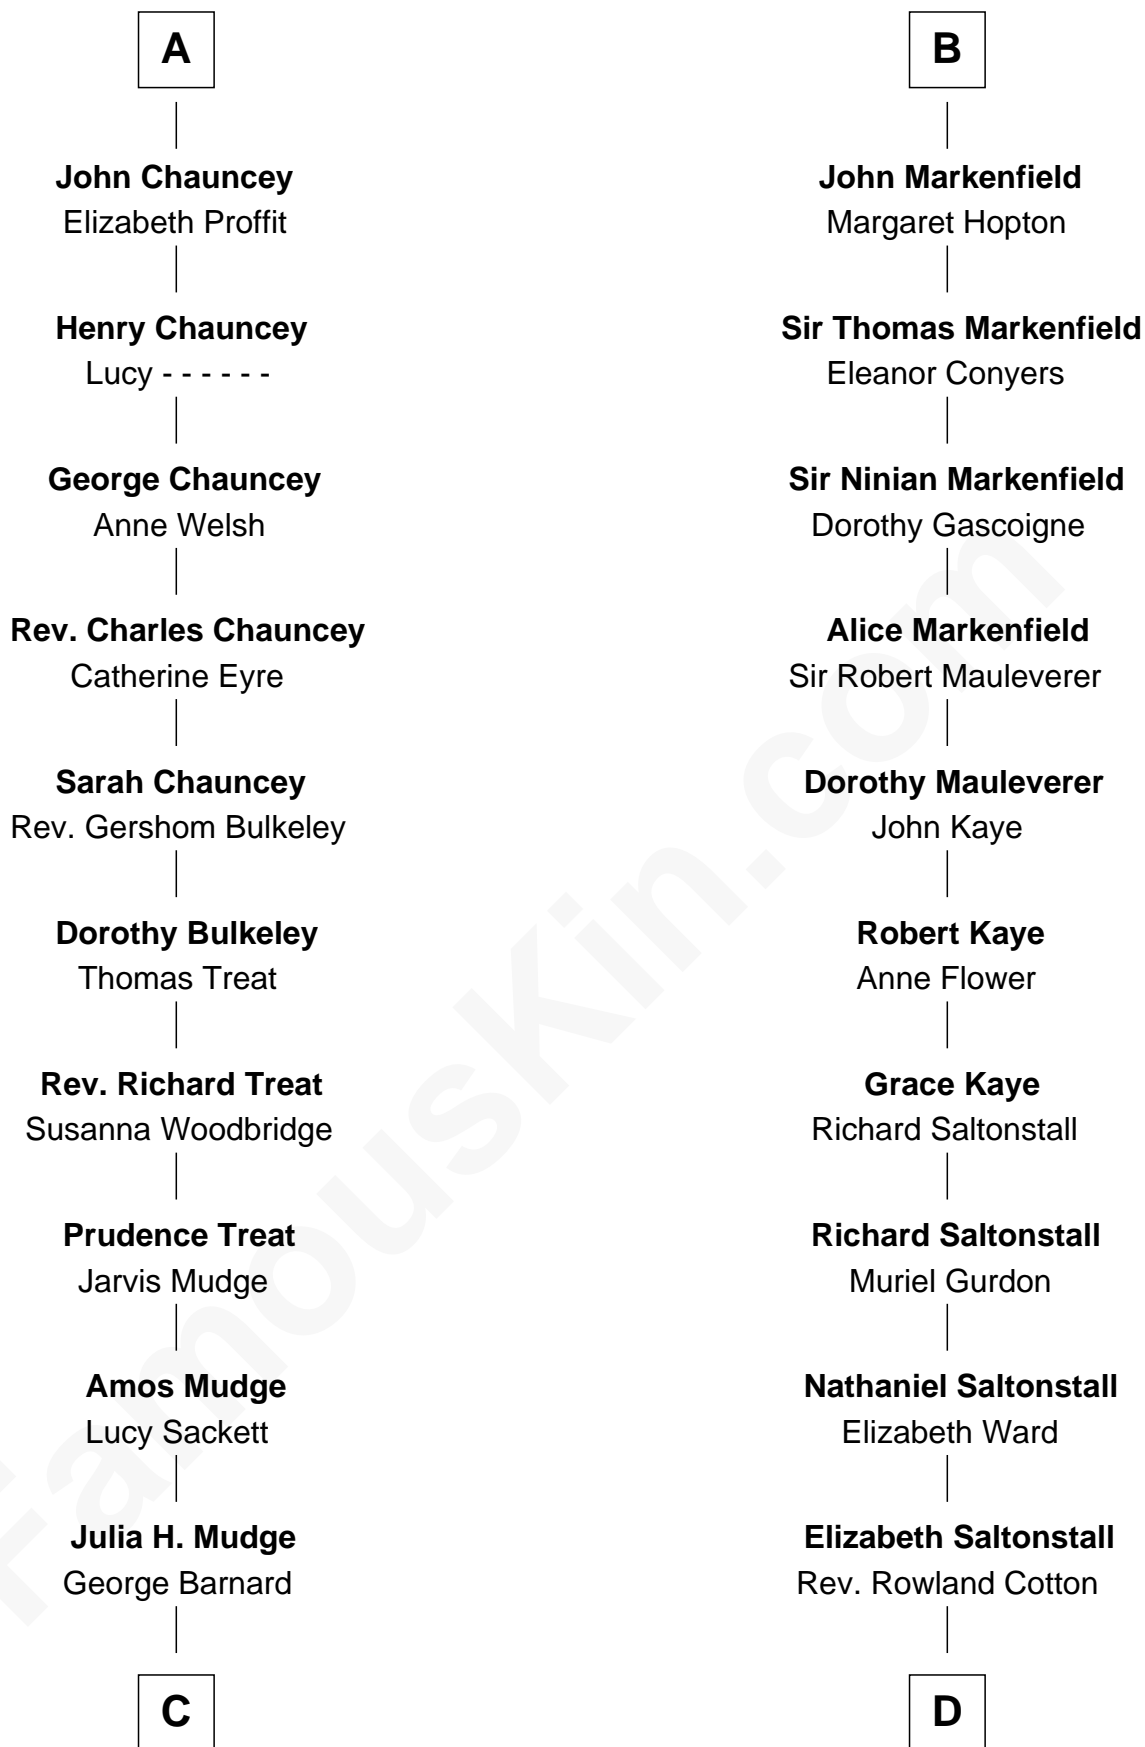 A
John Chauncey
Elizabeth Proffit
Henry Chauncey
Lucy - - - - - -
George Chauncey
Anne Welsh
Rev. Charles Chauncey
Catherine Eyre
Sarah Chauncey
Rev. Gershom Bulkeley
Dorothy Bulkeley
Thomas Treat
Rev. Richard Treat
Susanna Woodbridge
Prudence Treat
Jarvis Mudge
Amos Mudge
Lucy Sackett
Julia H. Mudge
George Barnard
C
B
John Markenfield
Margaret Hopton
Sir Thomas Markenfield
Eleanor Conyers
Sir Ninian Markenfield
Dorothy Gascoigne
Alice Markenfield
Sir Robert Mauleverer
Dorothy Mauleverer
John Kaye
Robert Kaye
Anne Flower
Grace Kaye
Richard Saltonstall
Richard Saltonstall
Muriel Gurdon
Nathaniel Saltonstall
Elizabeth Ward
Elizabeth Saltonstall
Rev. Rowland Cotton
D
FamousKin.com